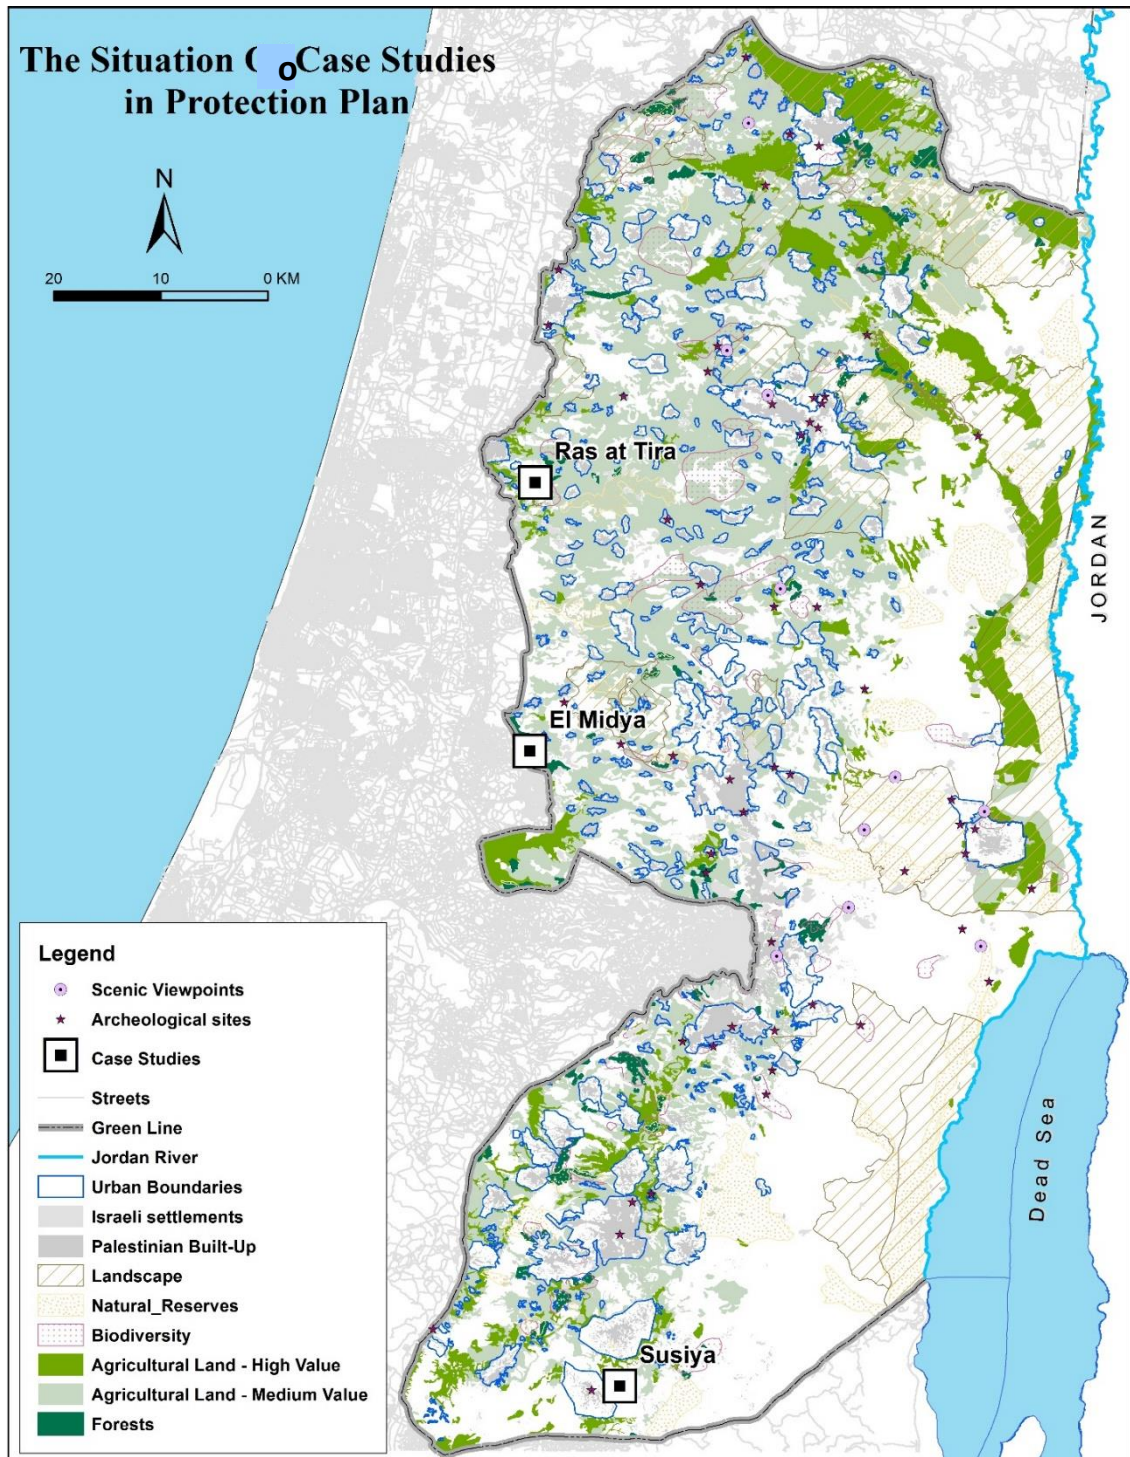 The Situation Of Case Studies
in Protection Plan
N
20 10 0 KM
Ras at Tira
JORDAN
El Midya
Dead Sea
Susiya
Legend
Scenic Viewpoints
Archeological sites
Case Studies
Streets
Green Line
Jordan River
Urban Boundaries
Israeli settlements
Palestinian Built-Up
Landscape
Natural_Reserves
Biodiversity
Agricultural Land - High Value
Agricultural Land - Medium Value
Forests